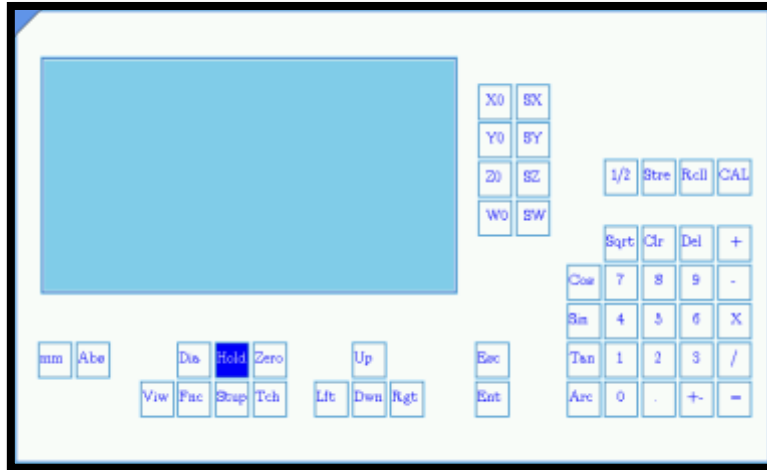 X0 SX
Y0 SY
Z0 SZ
W0 SW
1/2 Stre Rcll CAL
Sqrt Clr Del +
Cos 7 8 9 -
Sin 4 5 6 X
Tan 1 2 3 /
Arc 0 . +- =
mm Abs Dia Hold Zero Up Esc
Viw Fnc Stup Tch Lft Dwn Rgt Ent